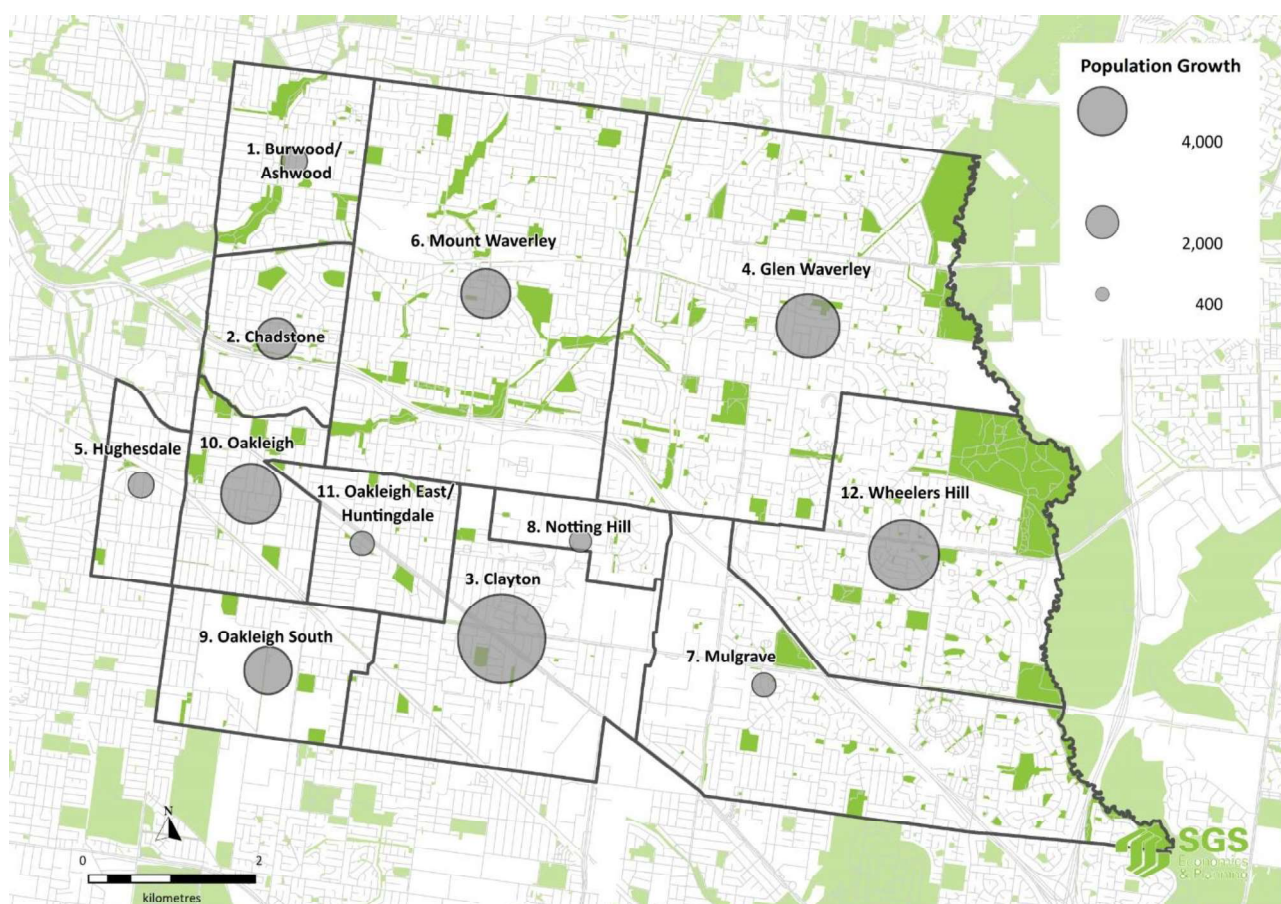 Population Growth
4,000
2,000
400
1. Burwood/
Ashwood
6. Mount Waverley
4. Glen Waverley
2. Chadstone
5. Hughesdale
10. Oakleigh
11. Oakleigh East/
Huntingdale
8. Notting Hill
12. Wheelers Hill
3. Clayton
9. Oakleigh South
7. Mulgrave
N
0 2
kilometres
SGS
Economics
& Planning